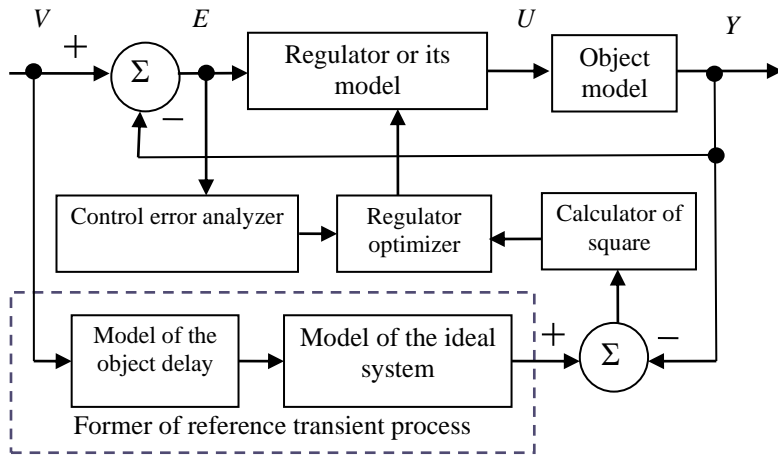 V E U Y
+ Σ −
Regulator or its
model
Object
model
Control error analyzer
Regulator
optimizer
Calculator of
square
Model of the
object delay
Model of the ideal
system
+ Σ −
Former of reference transient process